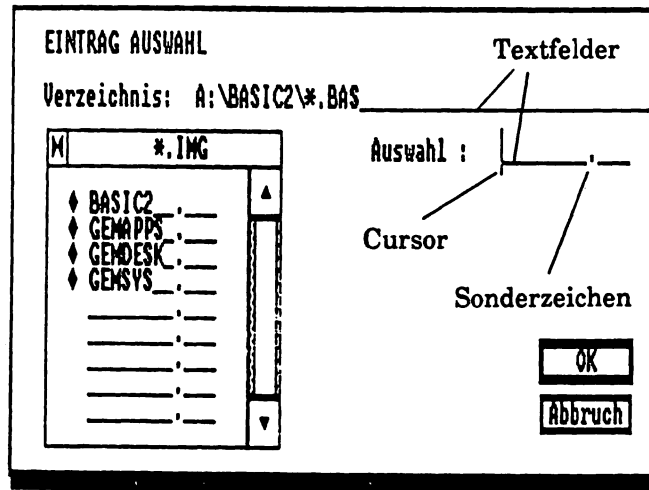 EINTRAG AUSWAHL
Textfelder
Verzeichnis: A:\BASIC2\*.BAS
*.IMG
Auswahl :
BASIC2
GEMAPPS
GEMDESK
GEMSYS
Cursor
Sonderzeichen
OK
Abbruch